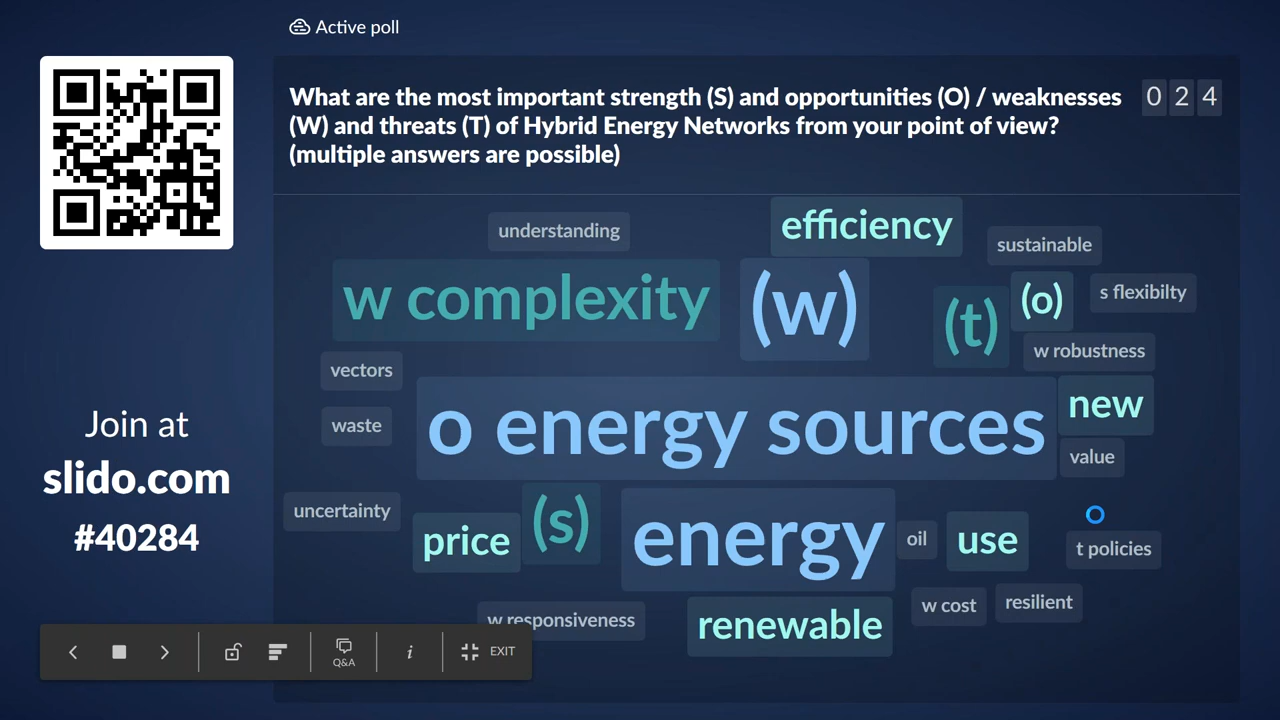 Active poll
What are the most important strength (S) and opportunities (O) / weaknesses
(W) and threats (T) of Hybrid Energy Networks from your point of view?
(multiple answers are possible)
0 2 4
understanding
efficiency
sustainable
w complexity
(w)
(t)
(o)
s flexibilty
w robustness
vectors
waste
o energy sources
new
value
uncertainty
price
(s)
energy
oil
use
t policies
w responsiveness
renewable
w cost
resilient
Join at
slido.com
#40284
Q&A
i
EXIT